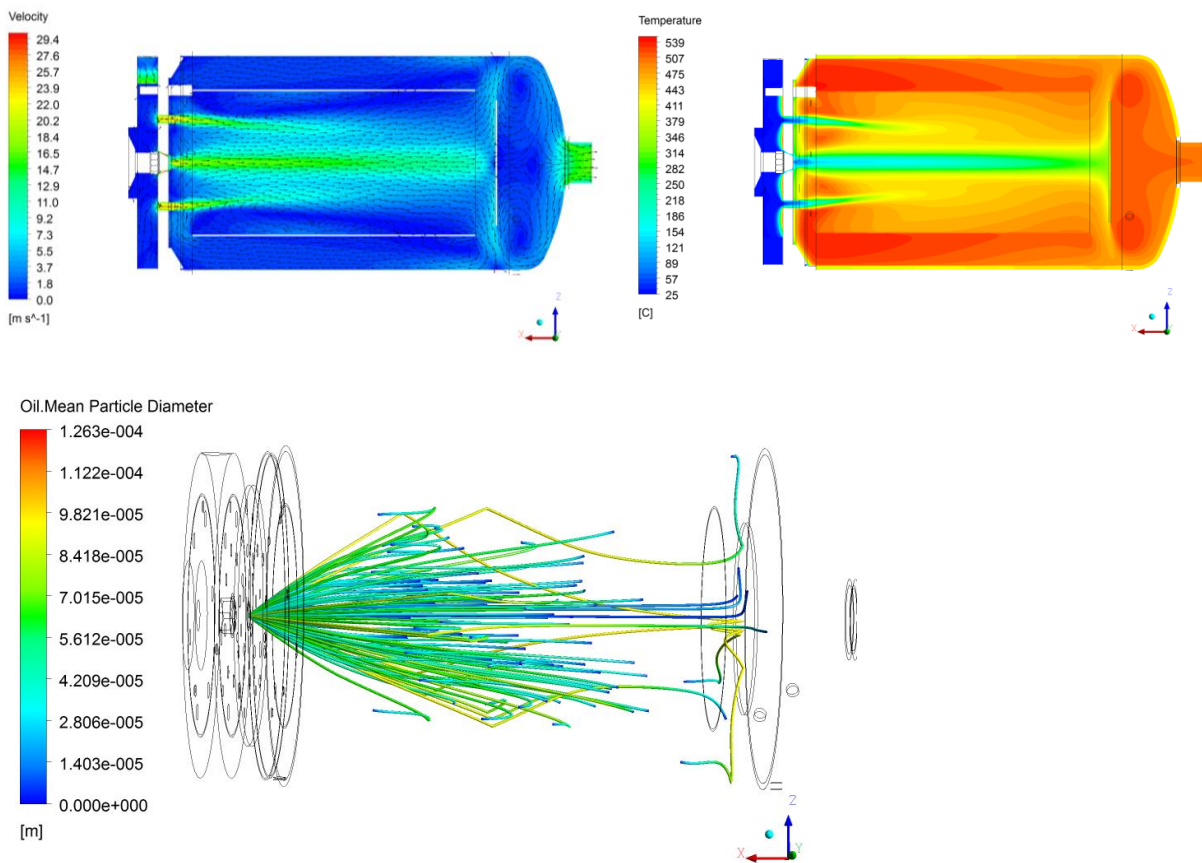 Velocity
29.4
27.6
25.7
23.9
22.0
20.2
18.4
16.5
14.7
12.9
11.0
9.2
7.3
5.5
3.7
1.8
0.0
[m s^-1]
X
Z
Y
Temperature
539
507
475
443
411
378
346
314
282
250
218
186
154
121
89
57
25
[C]
X
Z
Y
Oil.Mean Particle Diameter
1.263e-004
1.122e-004
9.821e-005
8.418e-005
7.015e-005
5.612e-005
4.209e-005
2.806e-005
1.403e-005
0.000e+000
[m]
Z
X
Y